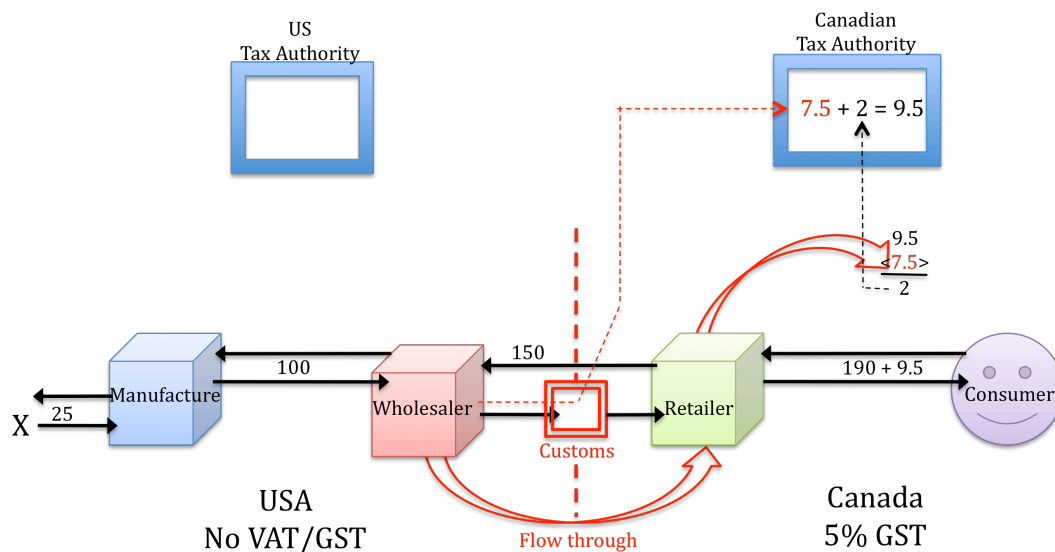 US
Tax Authority
Canadian
Tax Authority
7.5 + 2 = 9.5
9.5
<7.5>
2
150
100
190 + 9.5
25
X
Manufacture
Wholesaler
Retailer
Consumer
Customs
USA
No VAT/GST
Flow through
Canada
5% GST